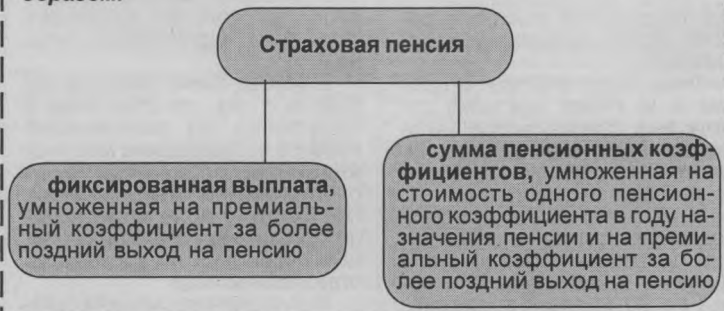 образом:
Страховая пенсия
фиксированная выплата,
умноженная на премиаль-
ный коэффициент за более
поздний выход на пенсию
сумма пенсионных коэф-
фициентов, умноженная на
стоимость одного пенсион-
ного коэффициента в году на-
значения пенсии и на преми-
альный коэффициент за бо-
лее поздний выход на пенсию